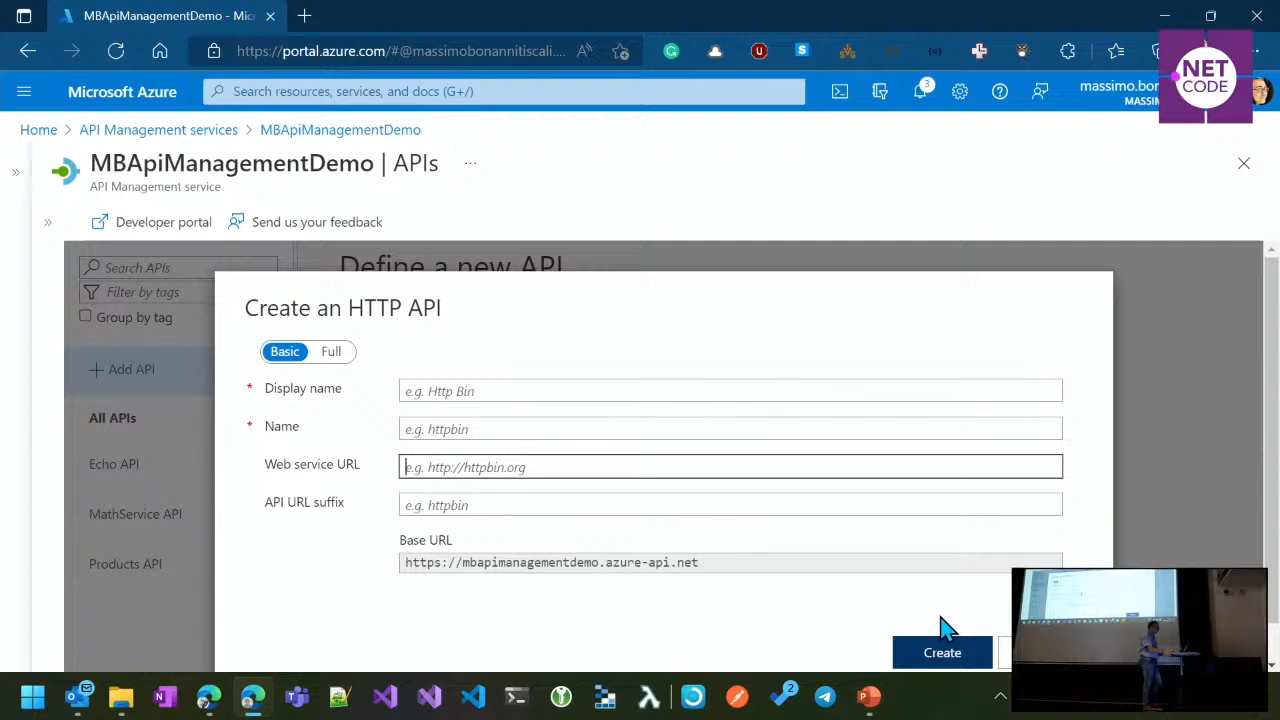 MBApiManagementDemo - Mic
https://portal.azure.com/#@massimobonannitiscali....
NET
CODE
Microsoft Azure
Search resources, services, and docs (G+/)
3
massimo.bon
MASSIM
Home > API Management services > MBApiManagementDemo
MBApiManagementDemo | APIs ...
API Management service
Developer portal
Send us your feedback
Search APIs
Define a new API
Filter by tags
Group by tag
Create an HTTP API
Basic Full
+ Add API
* Display name
e.g. Http Bin
All APIs
* Name
e.g. httpbin
Echo API
Web service URL
e.g. http://httpbin.org
MathService API
API URL suffix
e.g. httpbin
Base URL
Products API
https://mbapimanagementdemo.azure-api.net
Create
2